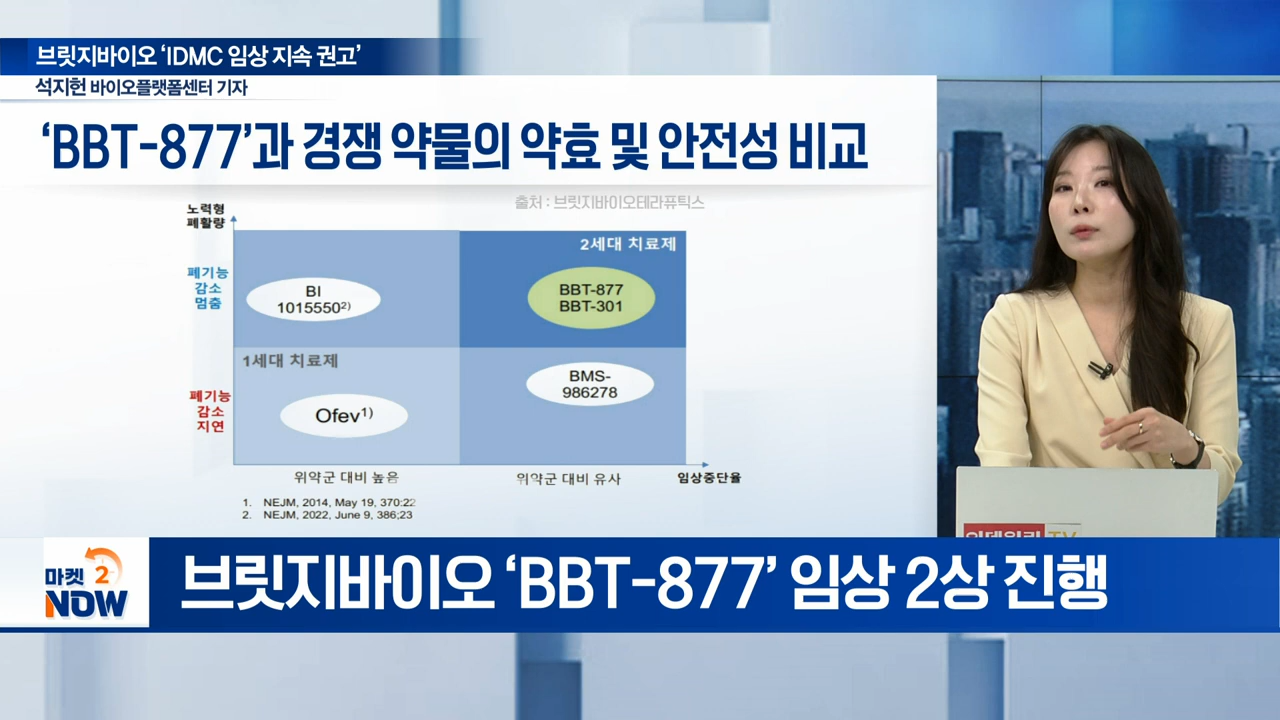 브릿지바이오 ‘IDMC 임상 지속 권고’
석지헌 바이오플랫폼센터 기자
‘BBT-877’과 경쟁 약물의 약효 및 안전성 비교
출처 : 브릿지바이오테라퓨틱스
노력형
폐활량
2세대 치료제
폐기능
감소
멈춤
BI
1015550²⁾
BBT-877
BBT-301
1세대 치료제
BMS-
986278
폐기능
감소
지연
Ofev¹⁾
위약군 대비 높음
위약군 대비 유사
임상중단율
1. NEJM, 2014, May 19, 370:22
2. NEJM, 2022, June 9, 386;23
이데일리 TV
마켓 2
NOW
브릿지바이오 ‘BBT-877’ 임상 2상 진행